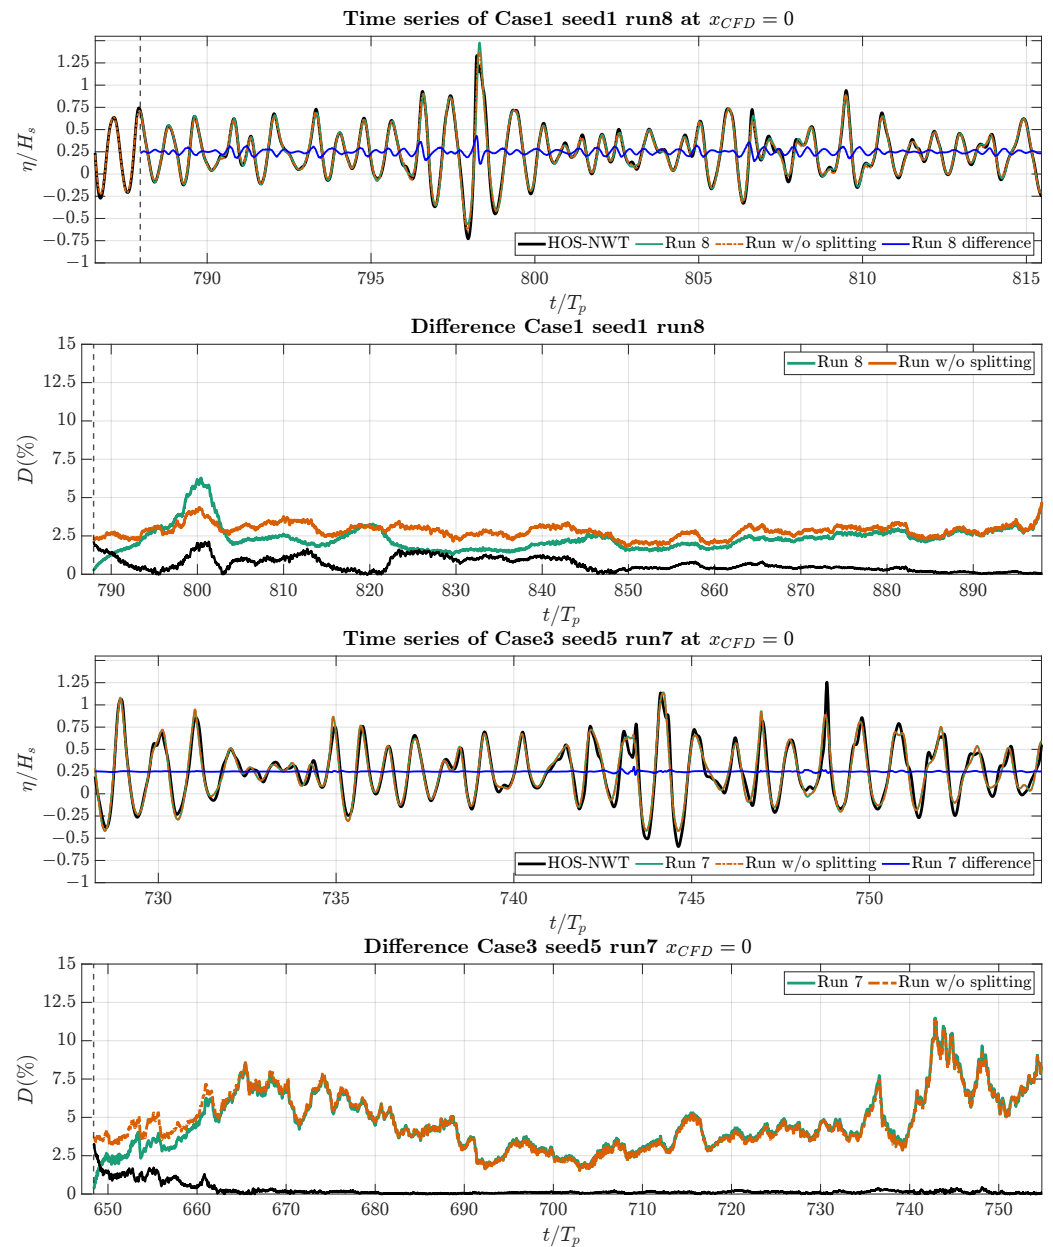 Time series of Case1 seed1 run8 at x_CFD = 0
1.25
1
0.75
0.5
0.25
0
−0.25
−0.5
−0.75
−1
η/H_s
HOS-NWT Run 8 Run w/o splitting Run 8 difference
790 795 800 805 810 815
t/T_p
Difference Case1 seed1 run8
15
12.5
10
7.5
5
2.5
0
D(%)
Run 8 Run w/o splitting
790 800 810 820 830 840 850 860 870 880 890
t/T_p
Time series of Case3 seed5 run7 at x_CFD = 0
1.25
1
0.75
0.5
0.25
0
−0.25
−0.5
−0.75
−1
η/H_s
HOS-NWT Run 7 Run w/o splitting Run 7 difference
730 735 740 745 750
t/T_p
Difference Case3 seed5 run7 x_CFD = 0
15
12.5
10
7.5
5
2.5
0
D(%)
Run 7 Run w/o splitting
650 660 670 680 690 700 710 720 730 740 750
t/T_p